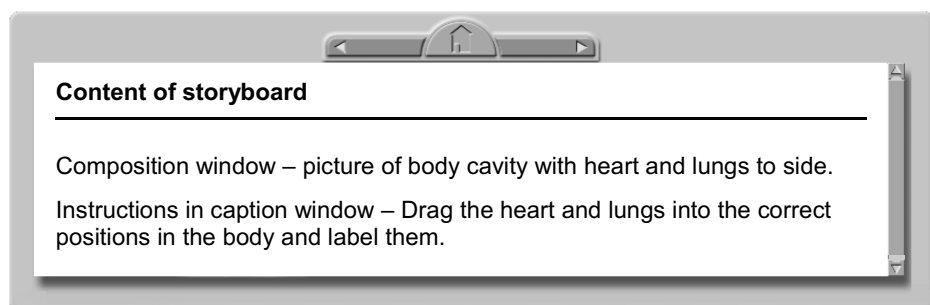 Content of storyboard
Composition window – picture of body cavity with heart and lungs to side.
Instructions in caption window – Drag the heart and lungs into the correct
positions in the body and label them.